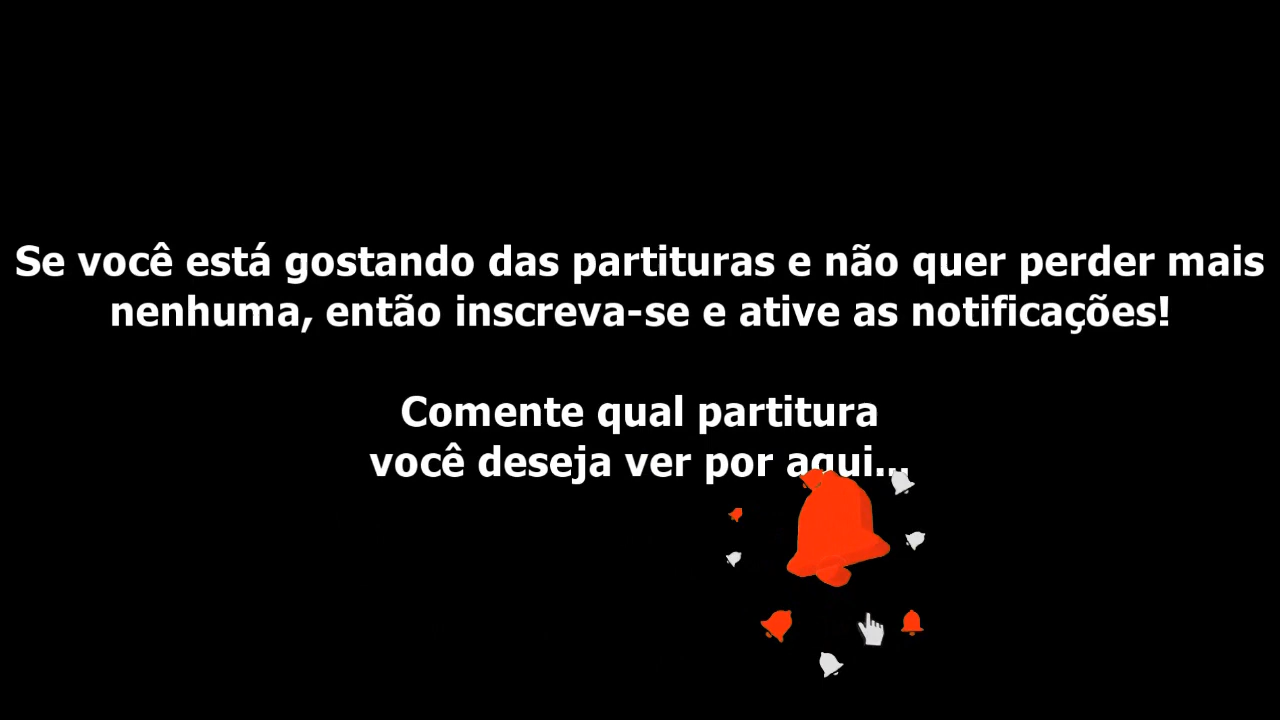 Se você está gostando das partituras e não quer perder mais
nenhuma, então inscreva-se e ative as notificações!
Comente qual partitura
você deseja ver por aqui...